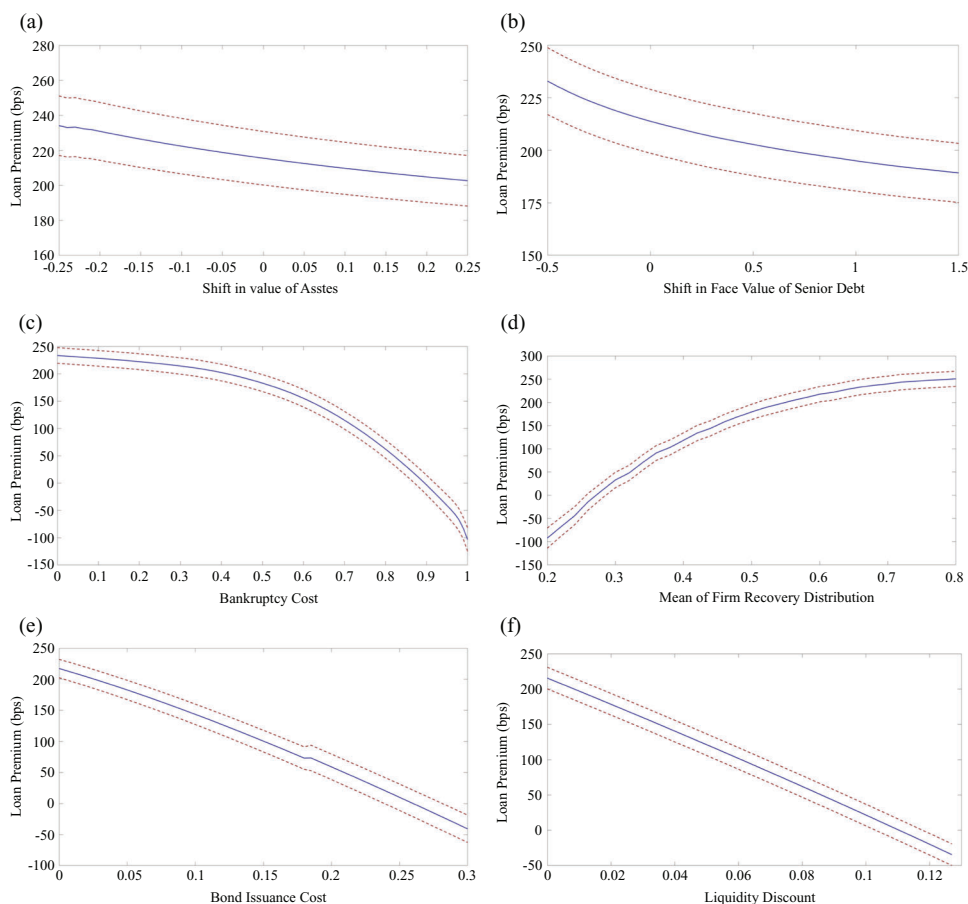 (a)
280
260
240
220
200
180
160
Loan Premium (bps)
-0.25 -0.2 -0.15 -0.1 -0.05 0 0.05 0.1 0.15 0.2 0.25
Shift in value of Asstes
(b)
250
225
200
175
150
Loan Premium (bps)
-0.5 0 0.5 1 1.5
Shift in Face Value of Senior Debt
(c)
250
200
150
100
50
0
-50
-100
-150
Loan Premium (bps)
0 0.1 0.2 0.3 0.4 0.5 0.6 0.7 0.8 0.9 1
Bankruptcy Cost
(d)
300
250
200
150
100
50
0
-50
-100
-150
Loan Premium (bps)
0.2 0.3 0.4 0.5 0.6 0.7 0.8
Mean of Firm Recovery Distribution
(e)
250
200
150
100
50
0
-50
-100
Loan Premium (bps)
0 0.05 0.1 0.15 0.2 0.25 0.3
Bond Issuance Cost
(f)
250
200
150
100
50
0
-50
Loan Premium (bps)
0 0.02 0.04 0.06 0.08 0.1 0.12
Liquidity Discount